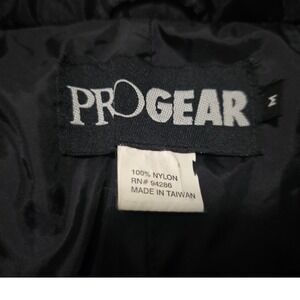 PROGEAR
M
100% NYLON
RN# 94286
MADE IN TAIWAN